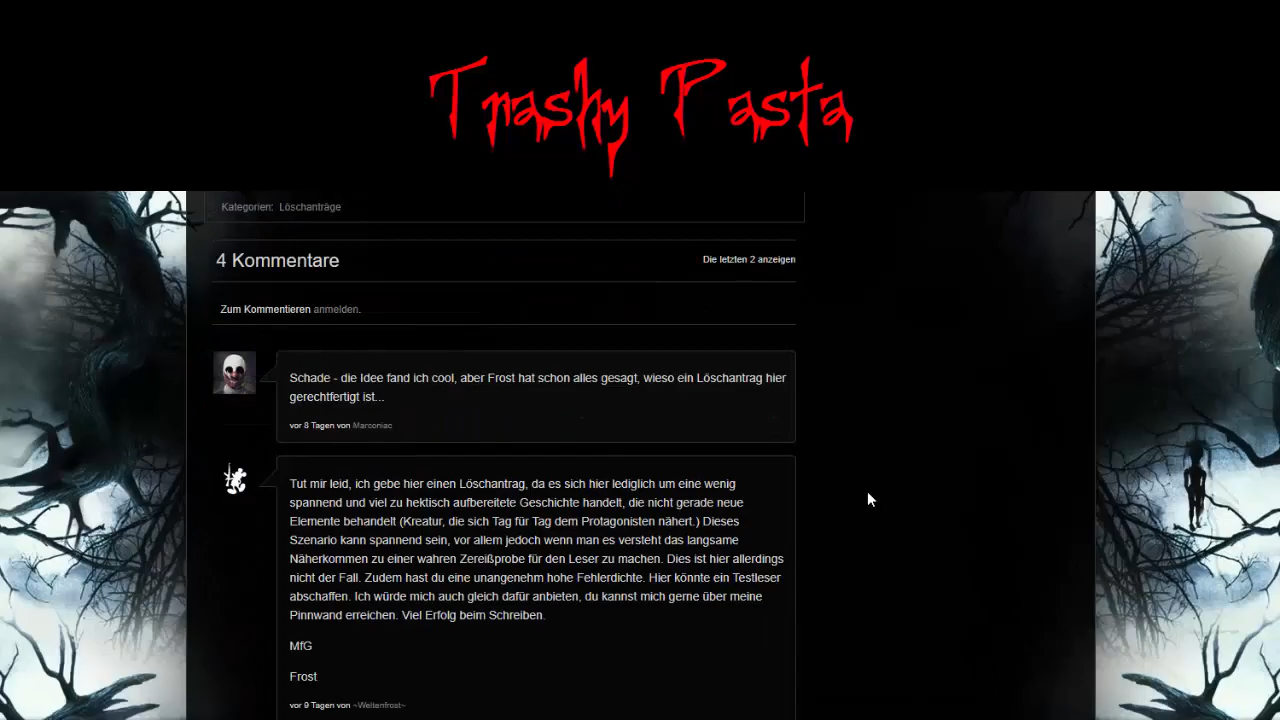 Trashy Pasta
Kategorien: Löschanträge
4 Kommentare
Die letzten 2 anzeigen
Zum Kommentieren anmelden.
Schade - die Idee fand ich cool, aber Frost hat schon alles gesagt, wieso ein Löschantrag hier
gerechtfertigt ist...
vor 8 Tagen von Marconiac
Tut mir leid, ich gebe hier einen Löschantrag, da es sich hier lediglich um eine wenig
spannend und viel zu hektisch aufbereitete Geschichte handelt, die nicht gerade neue
Elemente behandelt (Kreatur, die sich Tag für Tag dem Protagonisten nähert.) Dieses
Szenario kann spannend sein, vor allem jedoch wenn man es versteht das langsame
Näherkommen zu einer wahren Zereißprobe für den Leser zu machen. Dies ist hier allerdings
nicht der Fall. Zudem hast du eine unangenehm hohe Fehlerdichte. Hier könnte ein Testleser
abschaffen. Ich würde mich auch gleich dafür anbieten, du kannst mich gerne über meine
Pinnwand erreichen. Viel Erfolg beim Schreiben.
MfG
Frost
vor 9 Tagen von ~Weltenfrost~